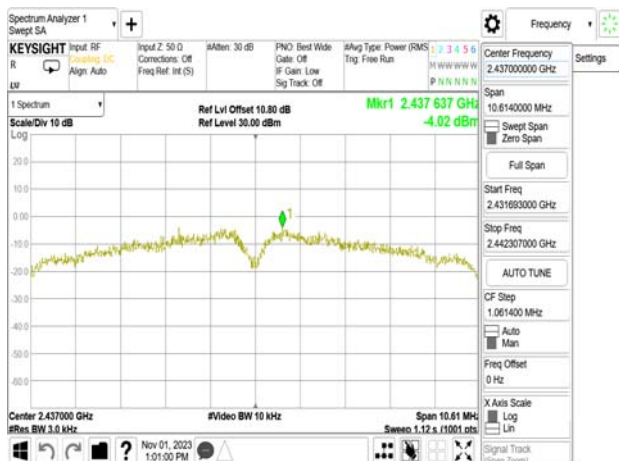 Spectrum Analyzer 1
Swept SA
+
Frequency
KEYSIGHT
R
LVI
Input: RF
Coupling: DC
Align: Auto
Input Z: 50 Ω
Corrections: Off
Freq Ref: Int (S)
#Atten: 30 dB
PNO: Best Wide
Gate: Off
IF Gain: Low
Sig Track: Off
#Avg Type: Power (RMS
Trig: Free Run
1 2 3 4 5 6
M W W W W W
P N N N N N
Center Frequency
2.437000000 GHz
Settings
Span
10.6140000 MHz
Swept Span
Zero Span
Full Span
Start Freq
2.431693000 GHz
Stop Freq
2.442307000 GHz
AUTO TUNE
CF Step
1.061400 MHz
Auto
Man
Freq Offset
0 Hz
X Axis Scale
Log
Lin
Signal Track
(Span Zoom)
1 Spectrum
Scale/Div 10 dB
Ref Lvl Offset 10.80 dB
Ref Level 30.00 dBm
Mkr1 2.437 637 GHz
-4.02 dBm
Log
20.0
10.0
0.00
-10.0
-20.0
-30.0
-40.0
-50.0
-60.0
1
Center 2.437000 GHz
#Res BW 3.0 kHz
#Video BW 10 kHz
Span 10.61 MHz
Sweep 1.12 s (1001 pts)
?
Nov 01, 2023
1:01:00 PM